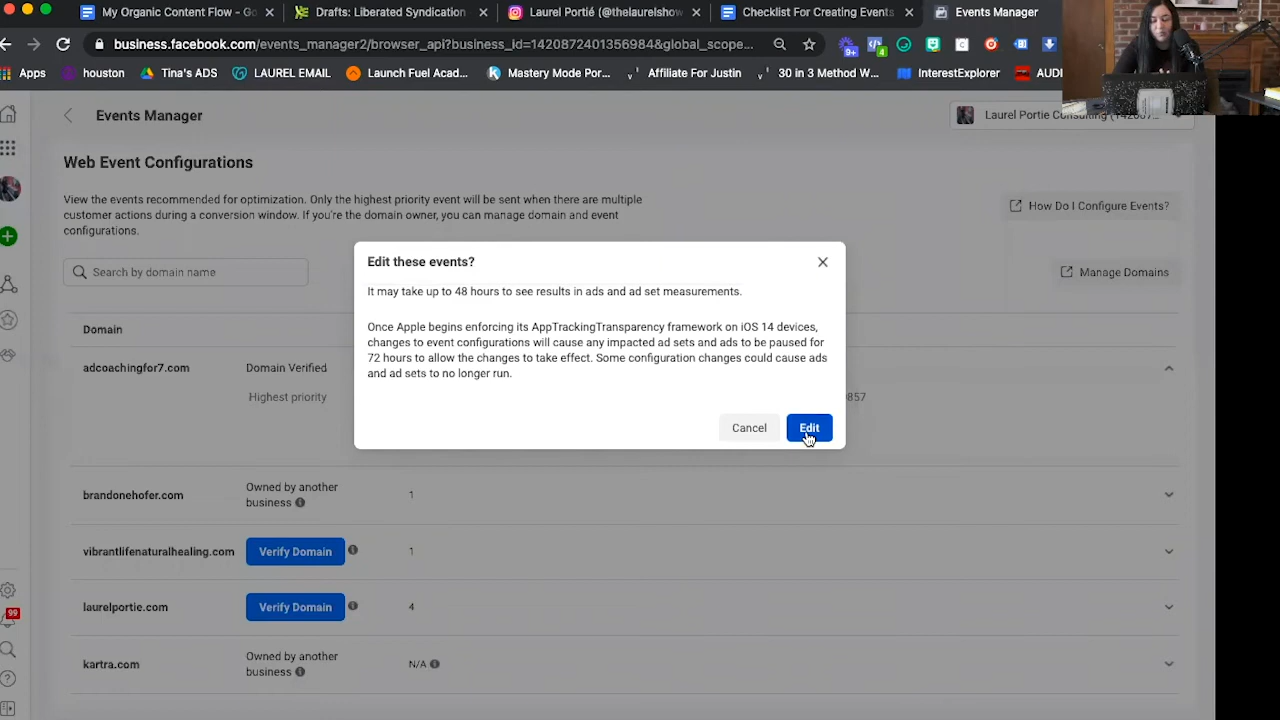 My Organic Content Flow - Go
Drafts: Liberated Syndication
Laurel Portié (@thelaurelshow
Checklist For Creating Events
Events Manager
business.facebook.com/events_manager2/browser_api?business_id=1420872401356984&global_scope...
9+
4
Apps
houston
Tina's ADS
LAUREL EMAIL
Launch Fuel Acad...
Mastery Mode Por...
Affiliate For Justin
30 in 3 Method W...
InterestExplorer
AUDI
Events Manager
Laurel Portie Consulting
Web Event Configurations
View the events recommended for optimization. Only the highest priority event will be sent when there are multiple
customer actions during a conversion window. If you're the domain owner, you can manage domain and event
configurations.
How Do I Configure Events?
Search by domain name
Manage Domains
Edit these events?
It may take up to 48 hours to see results in ads and ad set measurements.
Once Apple begins enforcing its AppTrackingTransparency framework on iOS 14 devices,
changes to event configurations will cause any impacted ad sets and ads to be paused for
72 hours to allow the changes to take effect. Some configuration changes could cause ads
and ad sets to no longer run.
Cancel
Edit
Domain
adcoachingfor7.com
Domain Verified
Highest priority
9857
brandonehofer.com
Owned by another
business
1
vibrantlifenaturalhealing.com
Verify Domain
1
laurelportie.com
Verify Domain
4
kartra.com
Owned by another
business
N/A
99